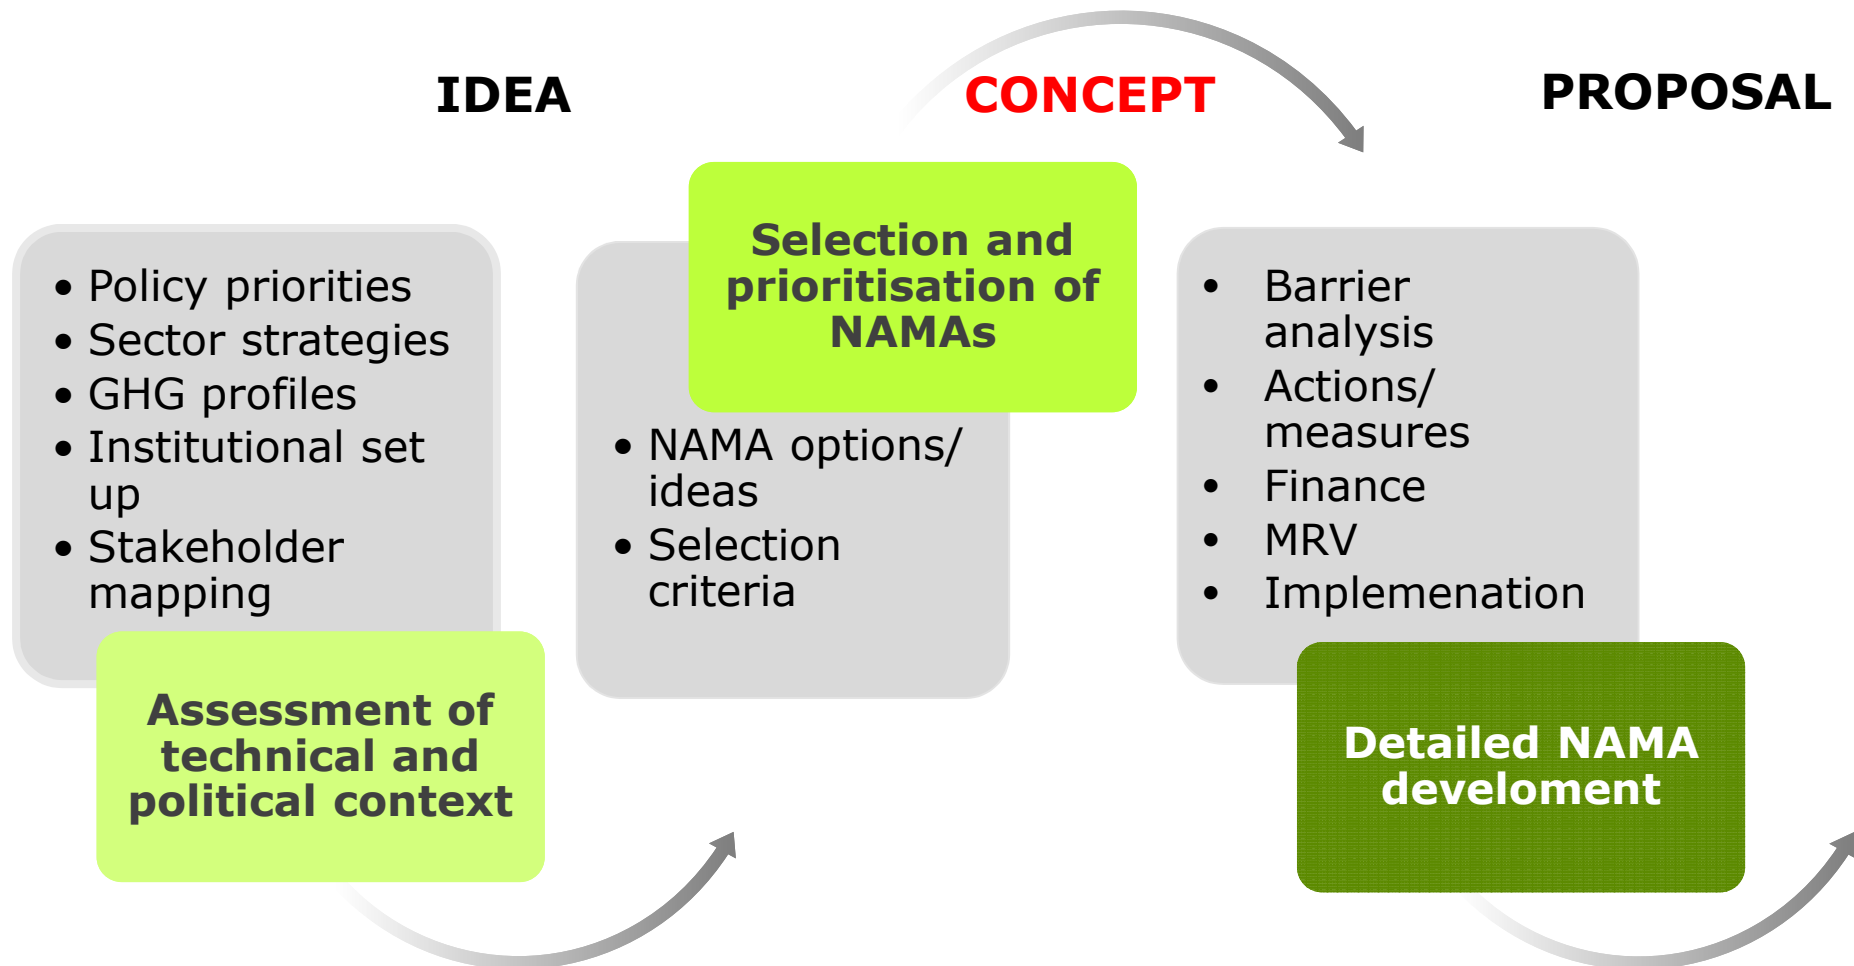 IDEA
CONCEPT
PROPOSAL
• Policy priorities
• Sector strategies
• GHG profiles
• Institutional set
up
• Stakeholder
mapping
Assessment of
technical and
political context
Selection and
prioritisation of
NAMAs
• NAMA options/
ideas
• Selection
criteria
• Barrier
analysis
• Actions/
measures
• Finance
• MRV
• Implemenation
Detailed NAMA
develoment